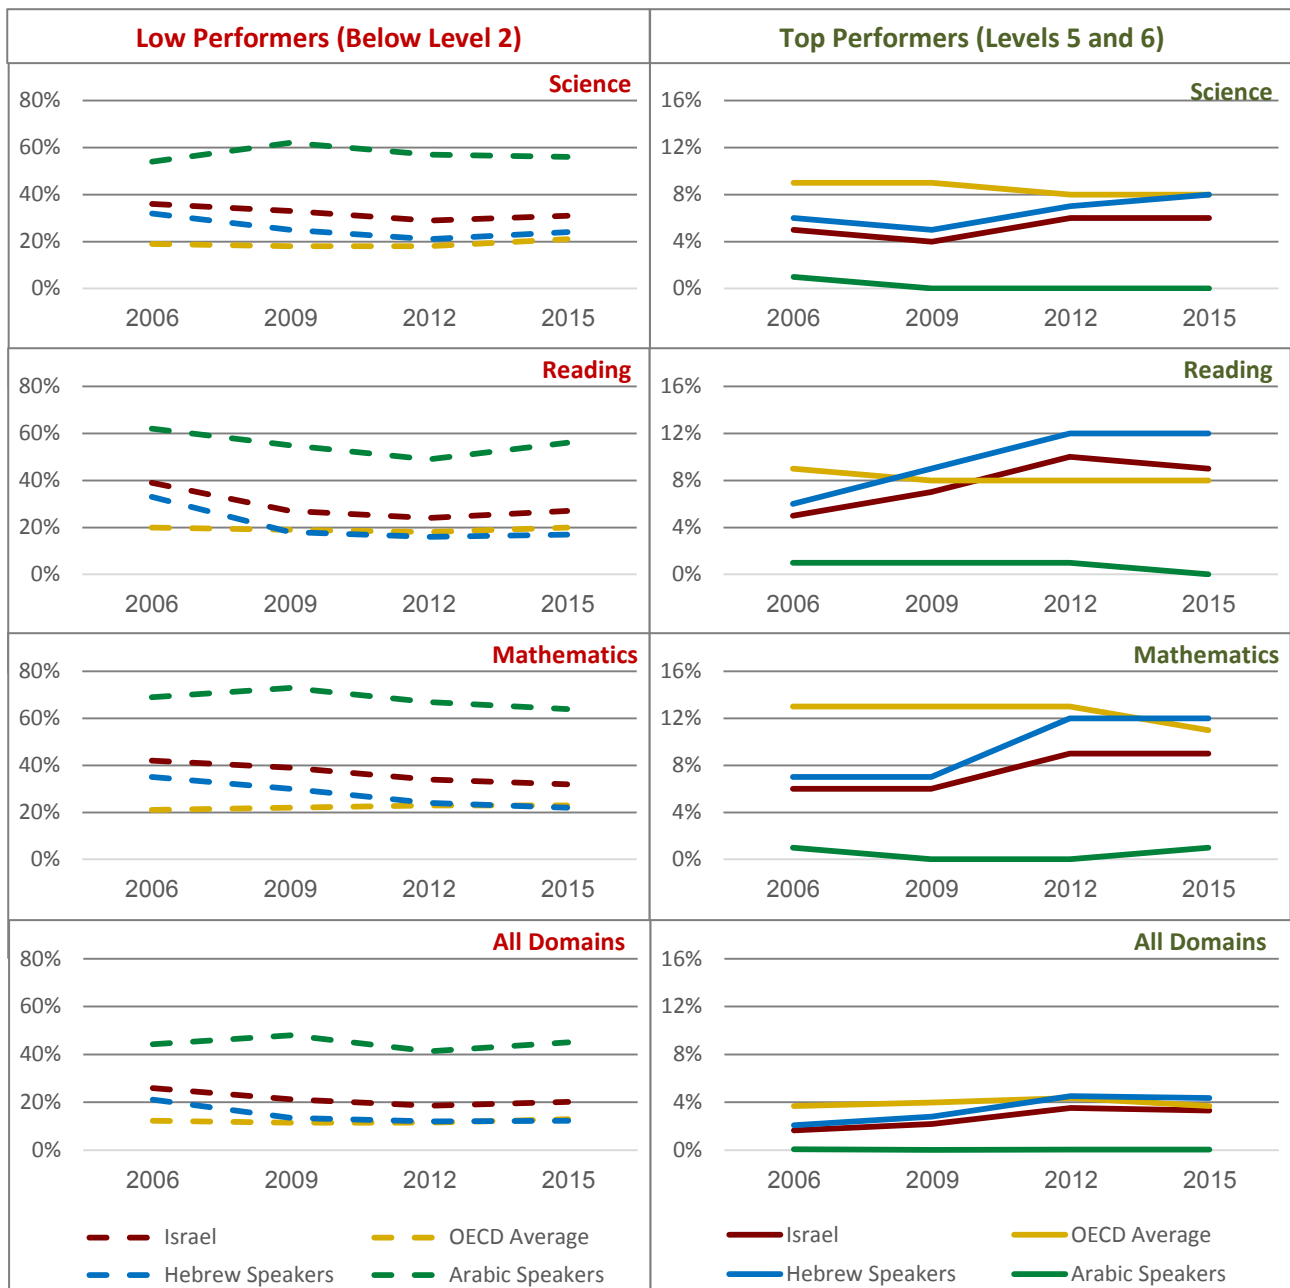 Low Performers (Below Level 2)
Top Performers (Levels 5 and 6)
Science
80%
60%
40%
20%
0%
2006 2009 2012 2015
Science
16%
12%
8%
4%
0%
2006 2009 2012 2015
Reading
80%
60%
40%
20%
0%
2006 2009 2012 2015
Reading
16%
12%
8%
4%
0%
2006 2009 2012 2015
Mathematics
80%
60%
40%
20%
0%
2006 2009 2012 2015
Mathematics
16%
12%
8%
4%
0%
2006 2009 2012 2015
All Domains
80%
60%
40%
20%
0%
2006 2009 2012 2015
Israel OECD Average
Hebrew Speakers Arabic Speakers
All Domains
16%
12%
8%
4%
0%
2006 2009 2012 2015
Israel OECD Average
Hebrew Speakers Arabic Speakers